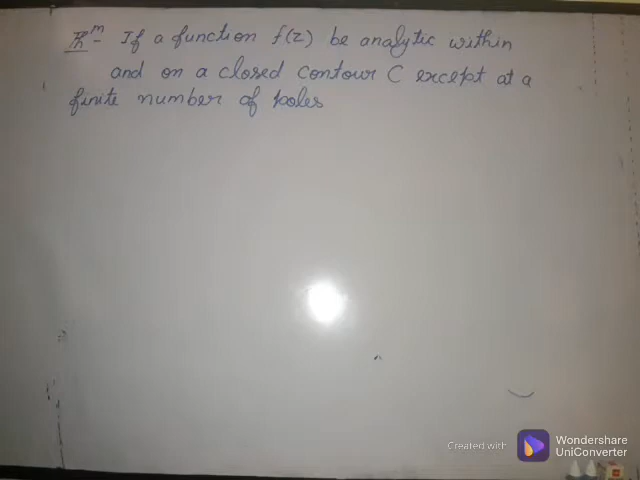 Th^m - If a function f(z) be analytic within
and on a closed contour C except at a
finite number of poles
Created with
Wondershare
UniConverter